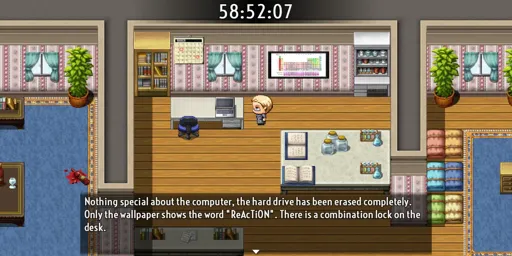 58:52:07
Nothing special about the computer, the hard drive has been erased completely.
Only the wallpaper shows the word "ReAcTiON". There is a combination lock on the
desk.